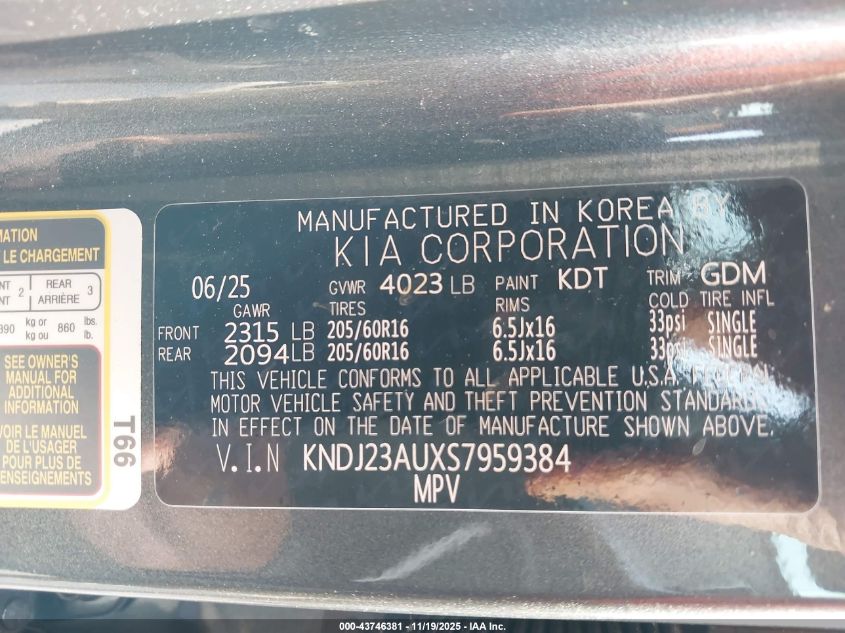 MATION
LE CHARGEMENT
NT 2 REAR 3
NT ARRIÈRE
390 kg or 860 lbs.
kg ou lb.
SEE OWNER'S
MANUAL FOR
ADDITIONAL
INFORMATION
VOIR LE MANUEL
DE L'USAGER
POUR PLUS DE
RENSEIGNEMENTS
T66
MANUFACTURED IN KOREA BY
KIA CORPORATION
06/25 GVWR 4023 LB PAINT KDT TRIM GDM
GAWR TIRES RIMS COLD TIRE INFL
FRONT 2315 LB 205/60R16 6.5Jx16 33psi SINGLE
REAR 2094 LB 205/60R16 6.5Jx16 33psi SINGLE
THIS VEHICLE CONFORMS TO ALL APPLICABLE U.S.A. FEDERAL
MOTOR VEHICLE SAFETY AND THEFT PREVENTION STANDARDS
IN EFFECT ON THE DATE OF MANUFACTURE SHOWN ABOVE.
V.I.N KNDJ23AUXS7959384
MPV
000-43746381 - 11/19/2025 - IAA Inc.